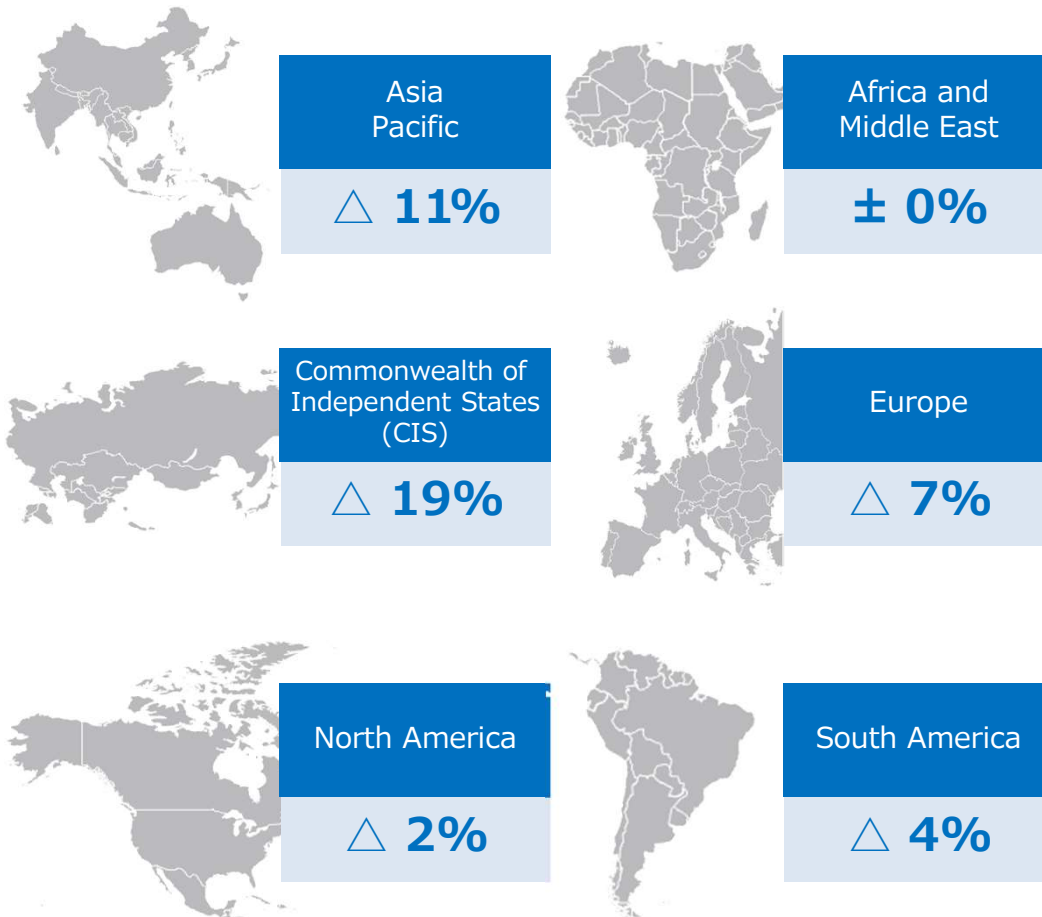 Asia
Pacific
△ 11%
Africa and
Middle East
± 0%
Commonwealth of
Independent States
(CIS)
△ 19%
Europe
△ 7%
North America
△ 2%
South America
△ 4%